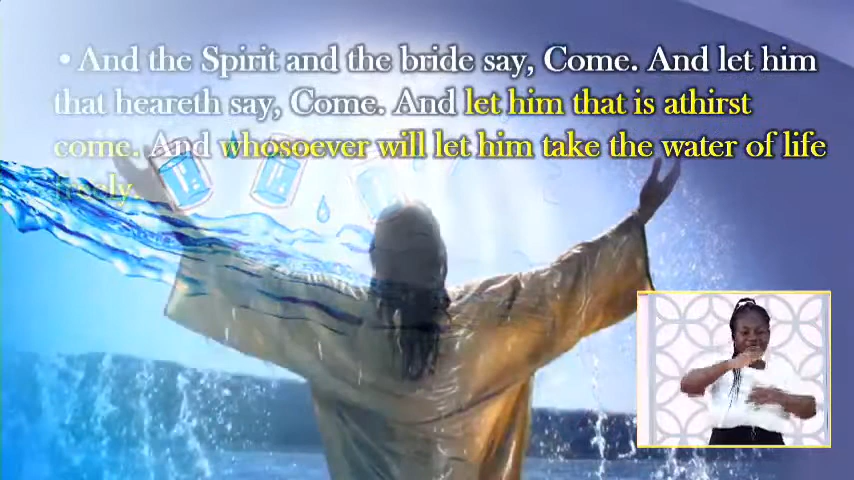 • And the Spirit and the bride say, Come. And let him
that heareth say, Come. And let him that is athirst
come. And whosoever will let him take the water of life
freely.